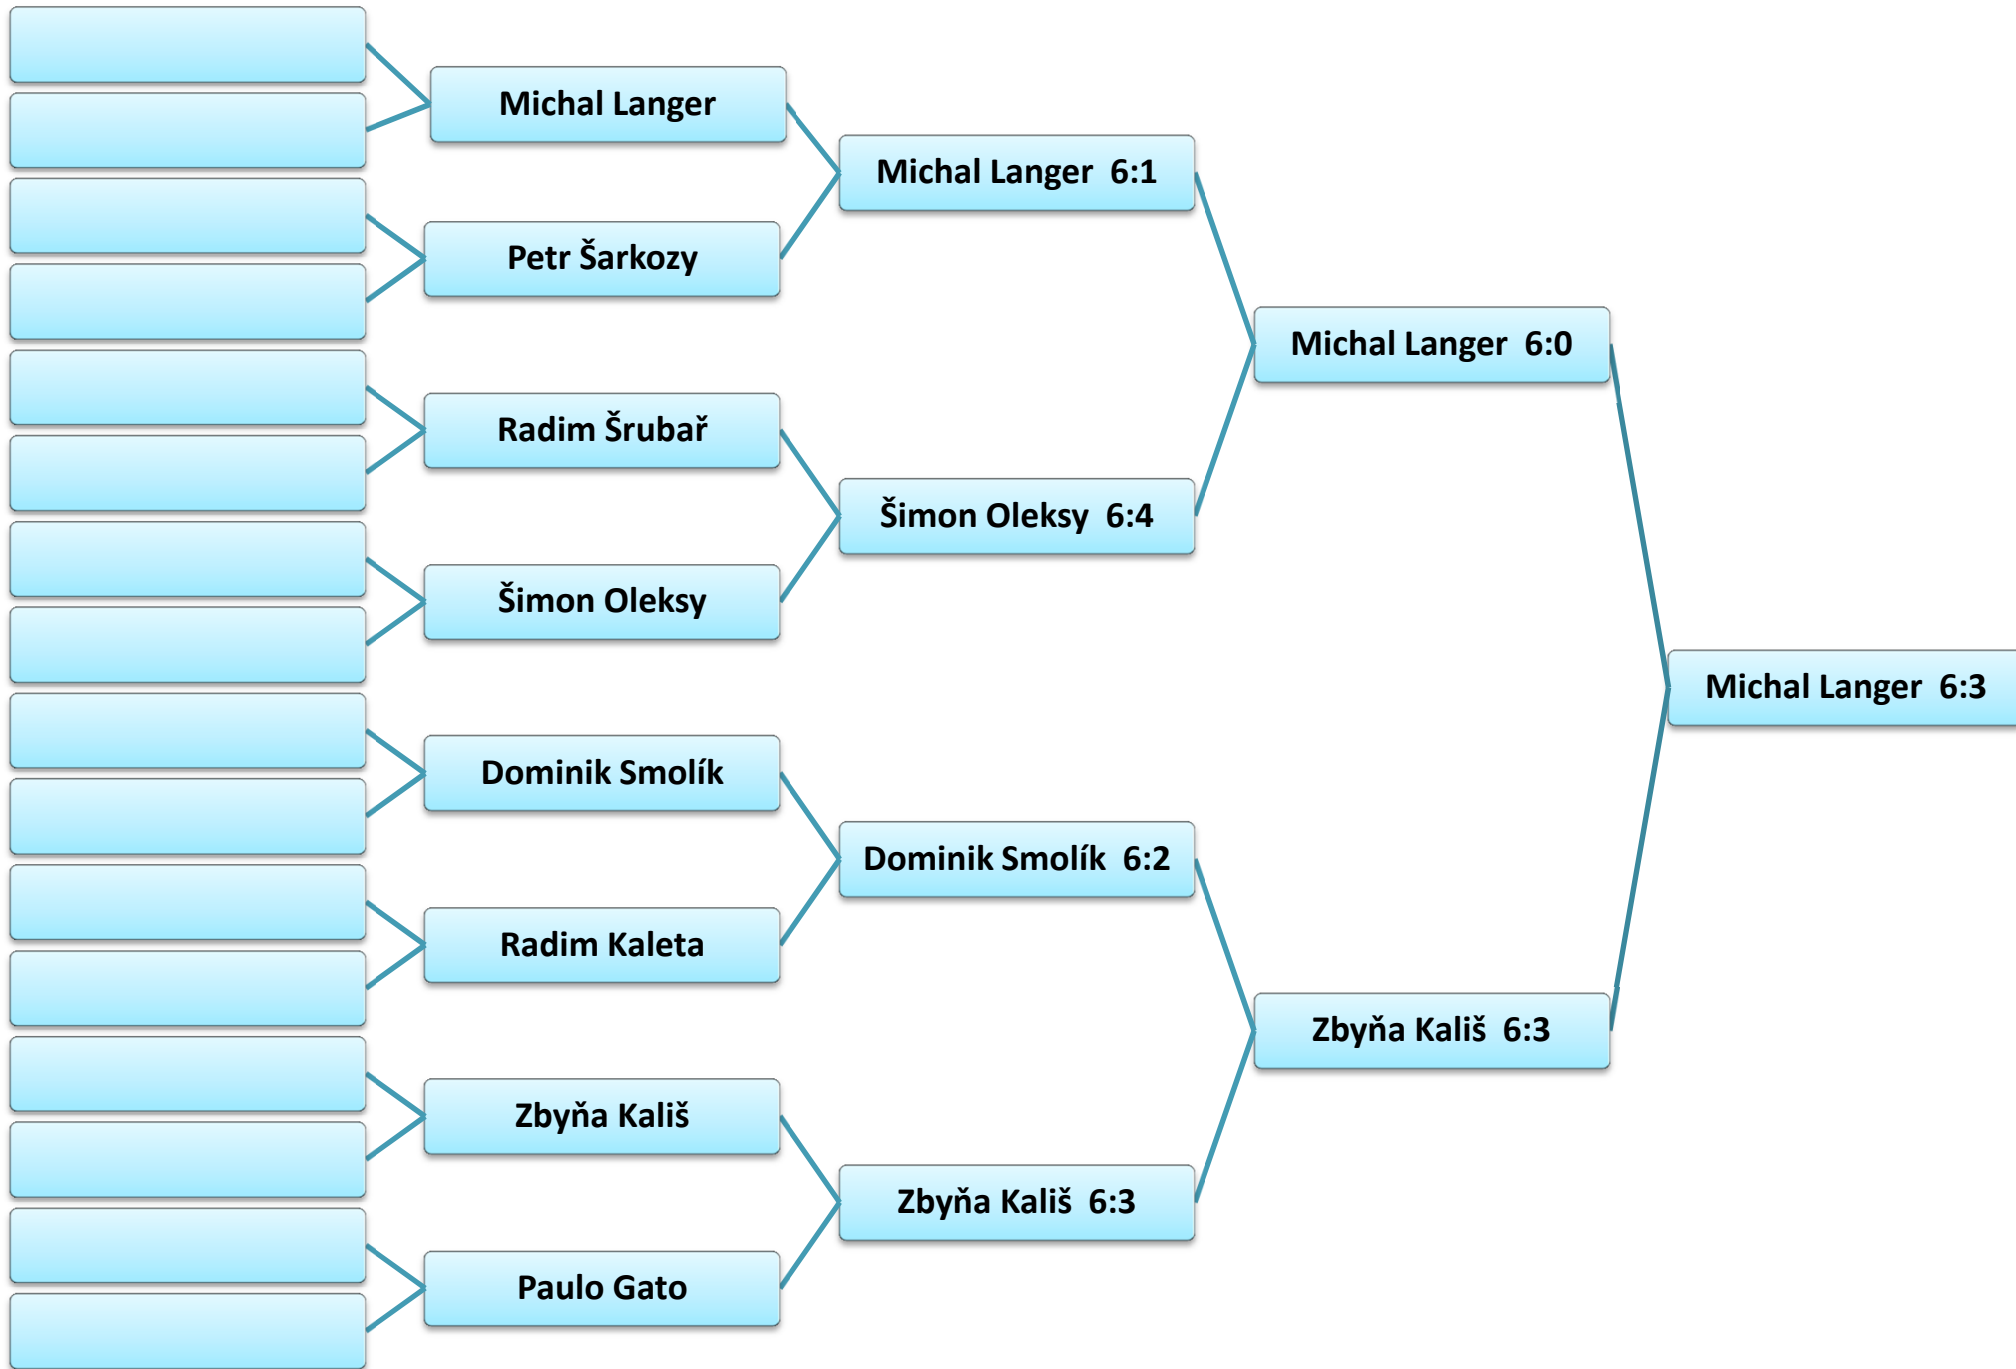 Michal Langer
Petr Šarkozy
Radim Šrubař
Šimon Oleksy
Dominik Smolík
Radim Kaleta
Zbyňa Kališ
Paulo Gato
Michal Langer 6:1
Šimon Oleksy 6:4
Dominik Smolík 6:2
Zbyňa Kališ 6:3
Michal Langer 6:0
Zbyňa Kališ 6:3
Michal Langer 6:3